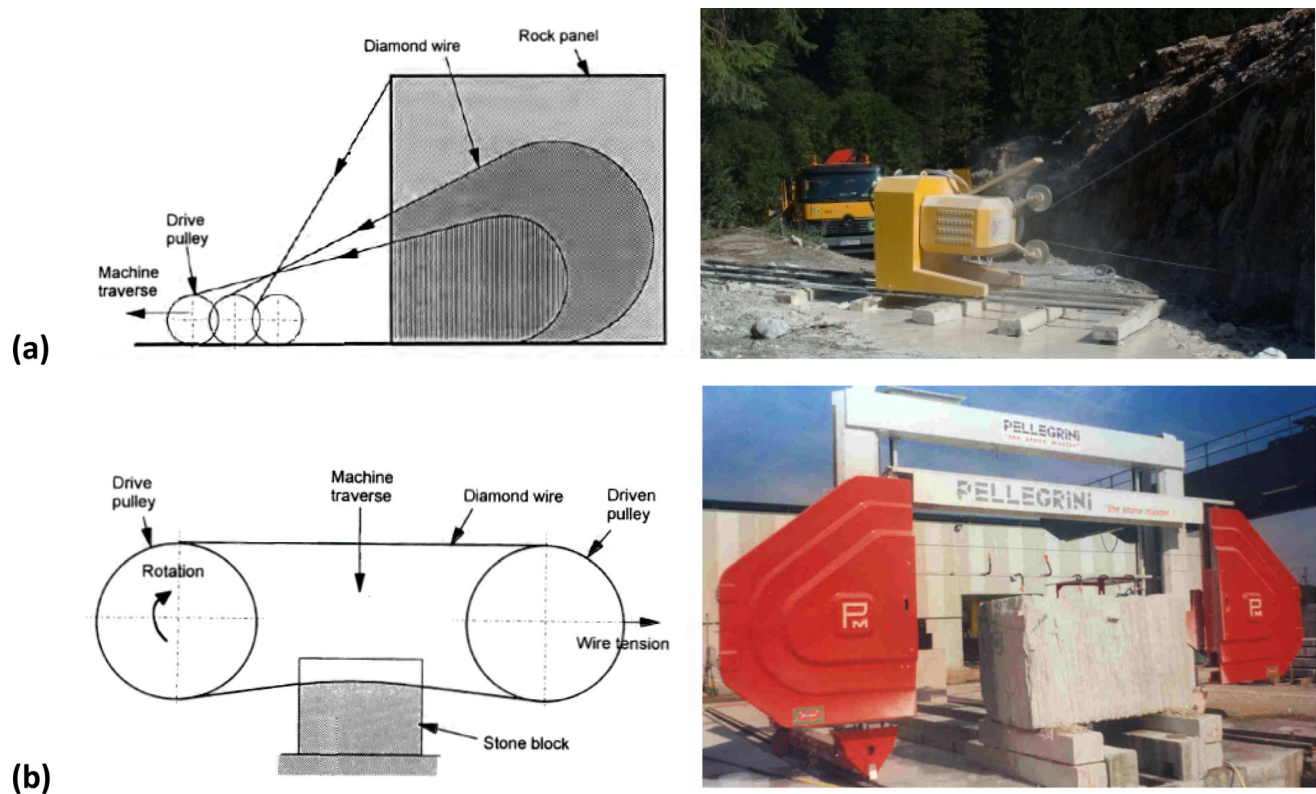 Rock panel
Diamond wire
Drive
pulley
Machine
traverse
(a)
PELLEGRINI
"the stone master"
PELLEGRINI
"the stone master"
PM
PM
Drive
pulley
Machine
traverse
Diamond wire
Driven
pulley
Rotation
Wire tension
Stone block
(b)